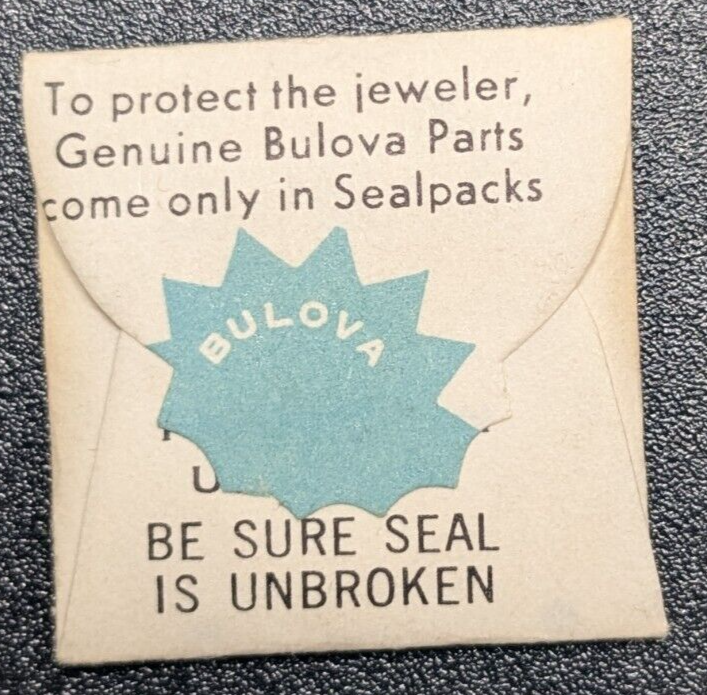 To protect the jeweler,
Genuine Bulova Parts
come only in Sealpacks
BULOVA
BE SURE SEAL
IS UNBROKEN